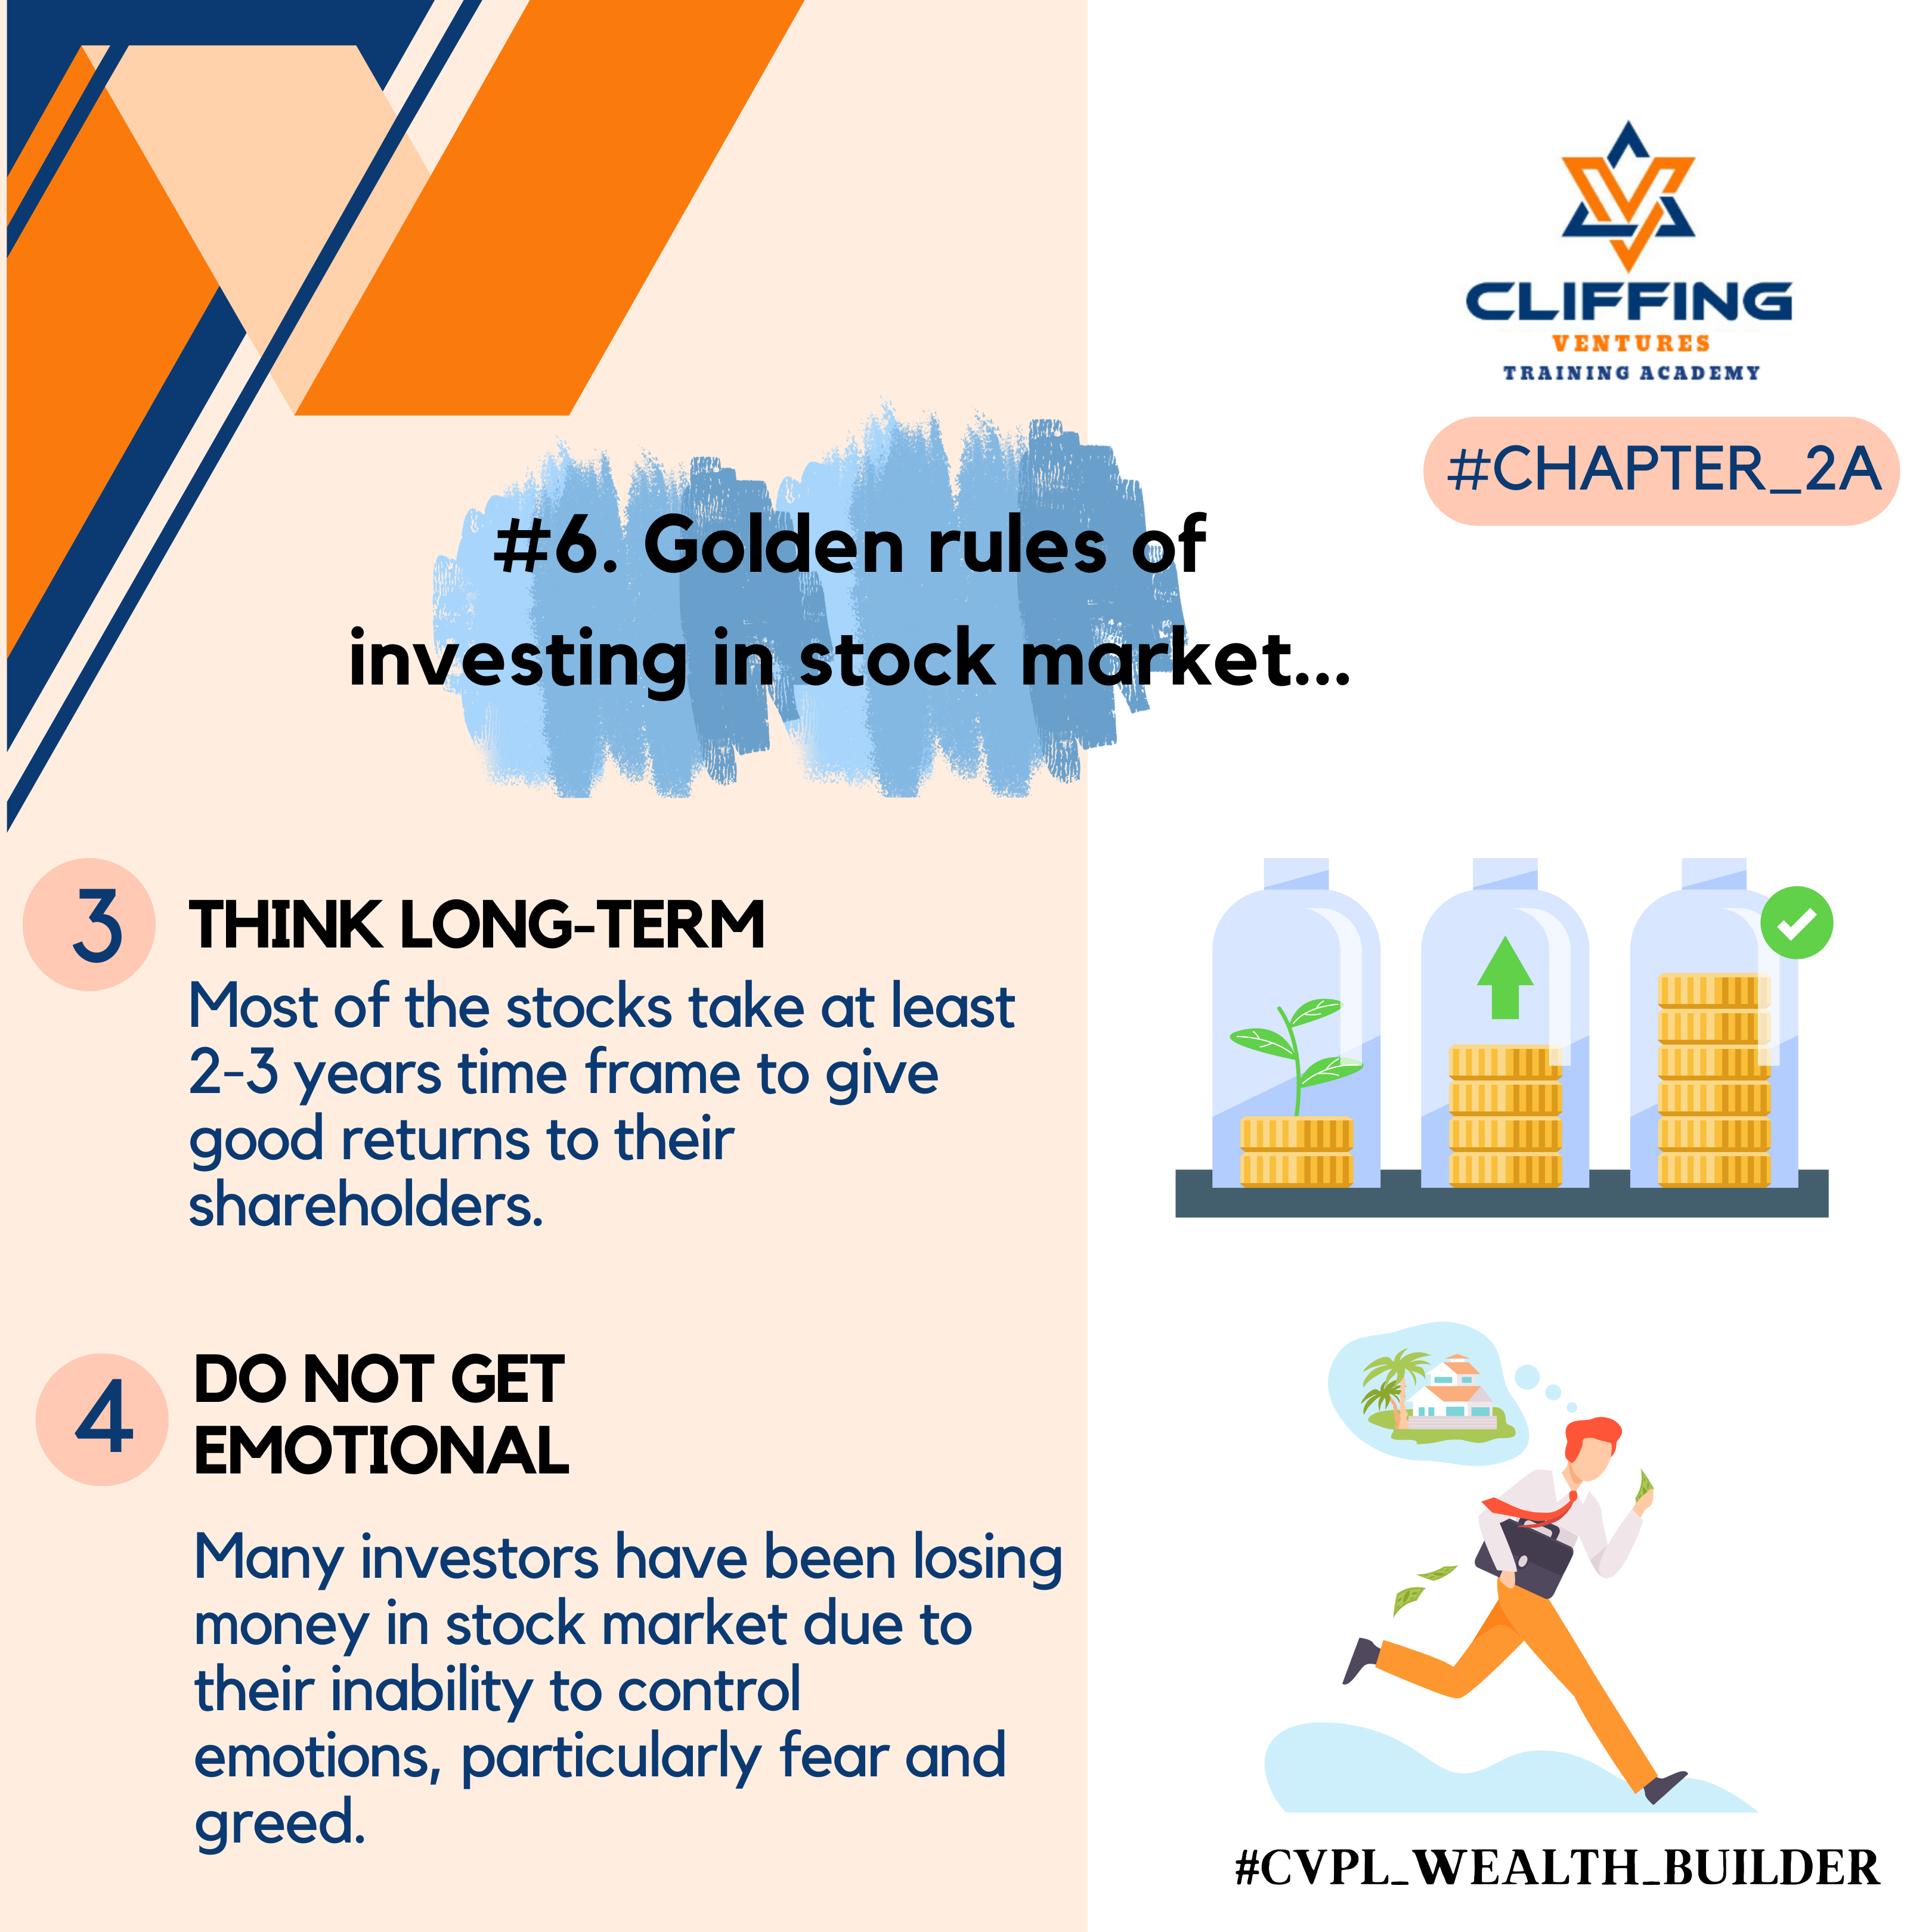 CLIFFING
VENTURES
TRAINING ACADEMY
#CHAPTER_2A
#6. Golden rules of
investing in stock market...
3
THINK LONG-TERM
Most of the stocks take at least
2-3 years time frame to give
good returns to their
shareholders.
4
DO NOT GET
EMOTIONAL
Many investors have been losing
money in stock market due to
their inability to control
emotions, particularly fear and
greed.
#CVPL_WEALTH_BUILDER